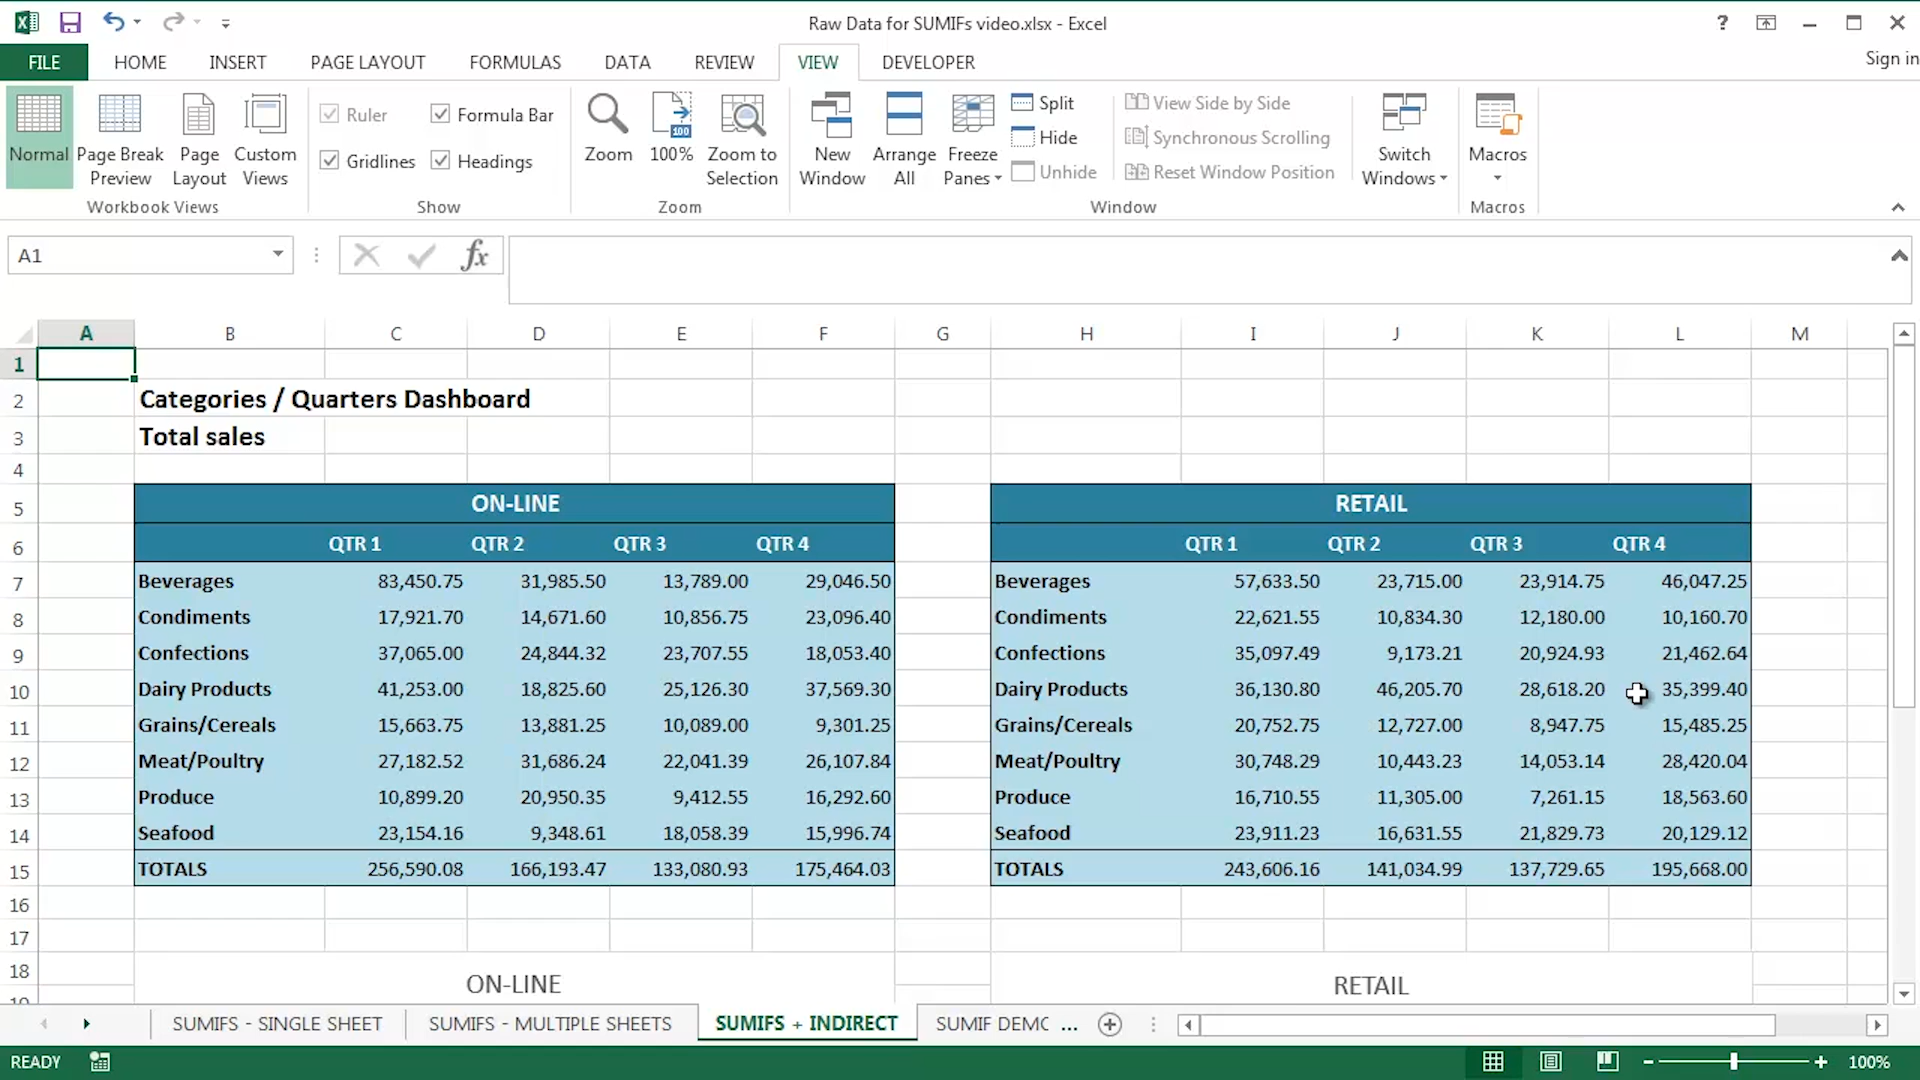 Raw Data for SUMIFs video.xlsx - Excel
?
Sign in
FILE HOME INSERT PAGE LAYOUT FORMULAS DATA REVIEW VIEW DEVELOPER
Normal
Page Break Preview
Page Layout
Custom Views
Workbook Views
Ruler
Formula Bar
Gridlines
Headings
Show
Zoom
100
100%
Zoom to Selection
Zoom
New Window
Arrange All
Freeze Panes
Split
Hide
Unhide
View Side by Side
Synchronous Scrolling
Reset Window Position
Window
Switch Windows
Macros
Macros
A1
fx
A B C D E F G H I J K L M
1
2 Categories / Quarters Dashboard
3 Total sales
4
5 ON-LINE RETAIL
6 QTR 1 QTR 2 QTR 3 QTR 4 QTR 1 QTR 2 QTR 3 QTR 4
7 Beverages 83,450.75 31,985.50 13,789.00 29,046.50 Beverages 57,633.50 23,715.00 23,914.75 46,047.25
8 Condiments 17,921.70 14,671.60 10,856.75 23,096.40 Condiments 22,621.55 10,834.30 12,180.00 10,160.70
9 Confections 37,065.00 24,844.32 23,707.55 18,053.40 Confections 35,097.49 9,173.21 20,924.93 21,462.64
10 Dairy Products 41,253.00 18,825.60 25,126.30 37,569.30 Dairy Products 36,130.80 46,205.70 28,618.20 35,399.40
11 Grains/Cereals 15,663.75 13,881.25 10,089.00 9,301.25 Grains/Cereals 20,752.75 12,727.00 8,947.75 15,485.25
12 Meat/Poultry 27,182.52 31,686.24 22,041.39 26,107.84 Meat/Poultry 30,748.29 10,443.23 14,053.14 28,420.04
13 Produce 10,899.20 20,950.35 9,412.55 16,292.60 Produce 16,710.55 11,305.00 7,261.15 18,563.60
14 Seafood 23,154.16 9,348.61 18,058.39 15,996.74 Seafood 23,911.23 16,631.55 21,829.73 20,129.12
15 TOTALS 256,590.08 166,193.47 133,080.93 175,464.03 TOTALS 243,606.16 141,034.99 137,729.65 195,668.00
16
17
18 ON-LINE RETAIL
19
SUMIFS - SINGLE SHEET SUMIFS - MULTIPLE SHEETS SUMIFS + INDIRECT SUMIF DEMO ...
READY 100%